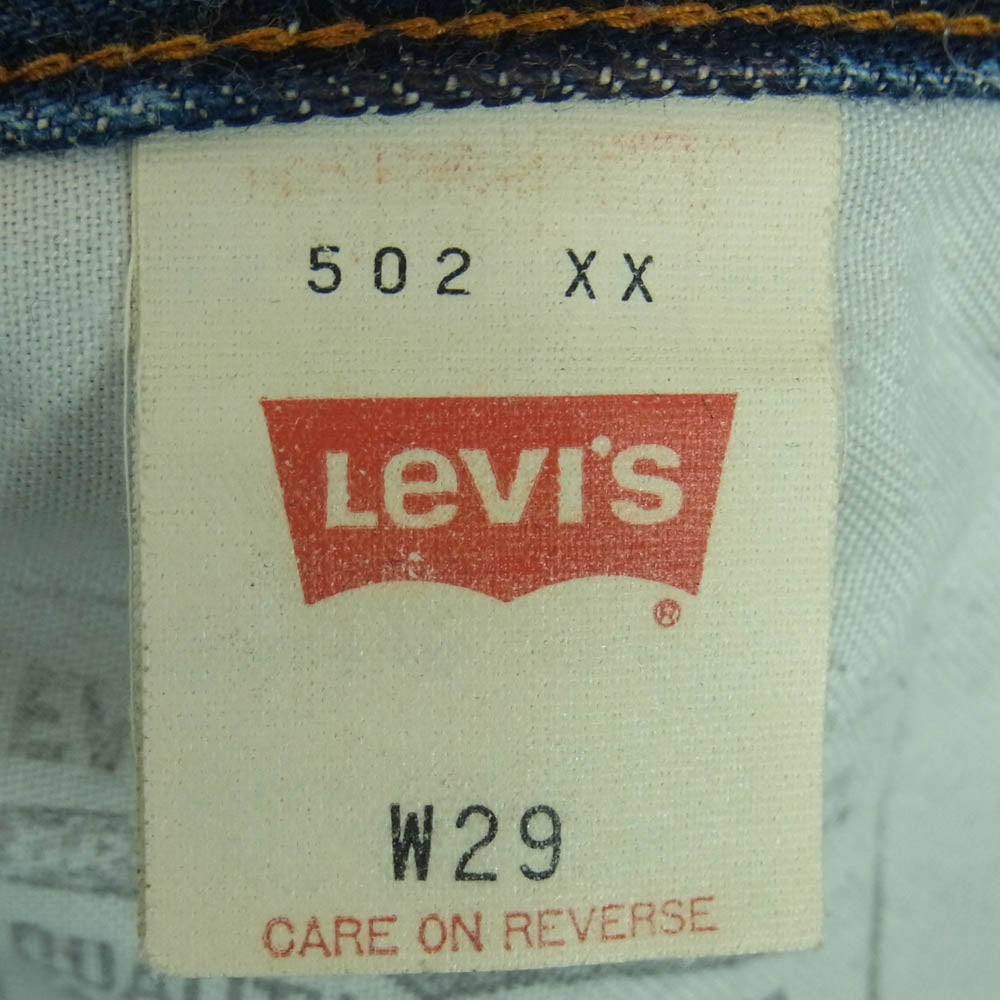 502 XX
Levi's
®
W29
CARE ON REVERSE